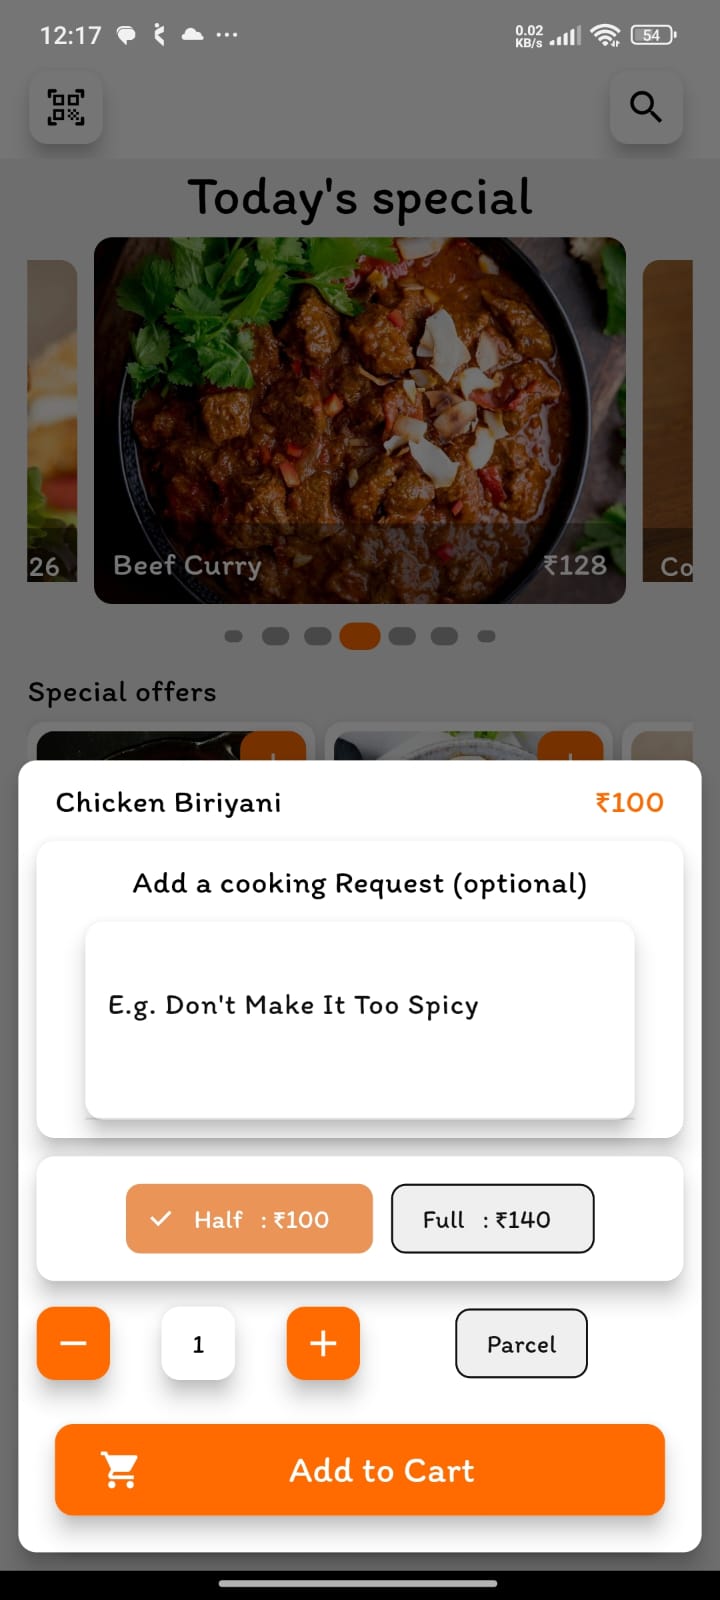 12:17
0.02
KB/s
54
Today's special
26
Beef Curry
₹128
Co
Special offers
Chicken Biriyani
₹100
Add a cooking Request (optional)
E.g. Don't Make It Too Spicy
Half : ₹100
Full : ₹140
1
Parcel
Add to Cart